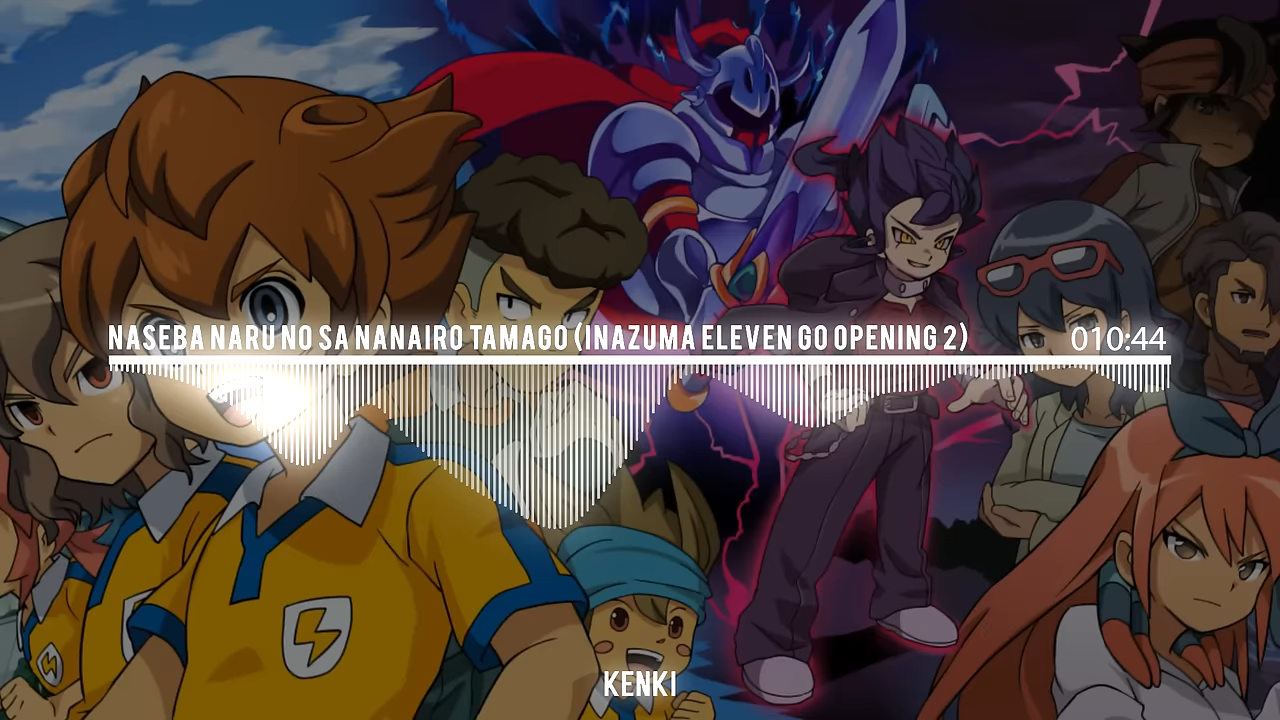 NASEBA NARU NO SA NANAIRO TAMAGO (INAZUMA ELEVEN GO OPENING 2)
010:44
KENKI